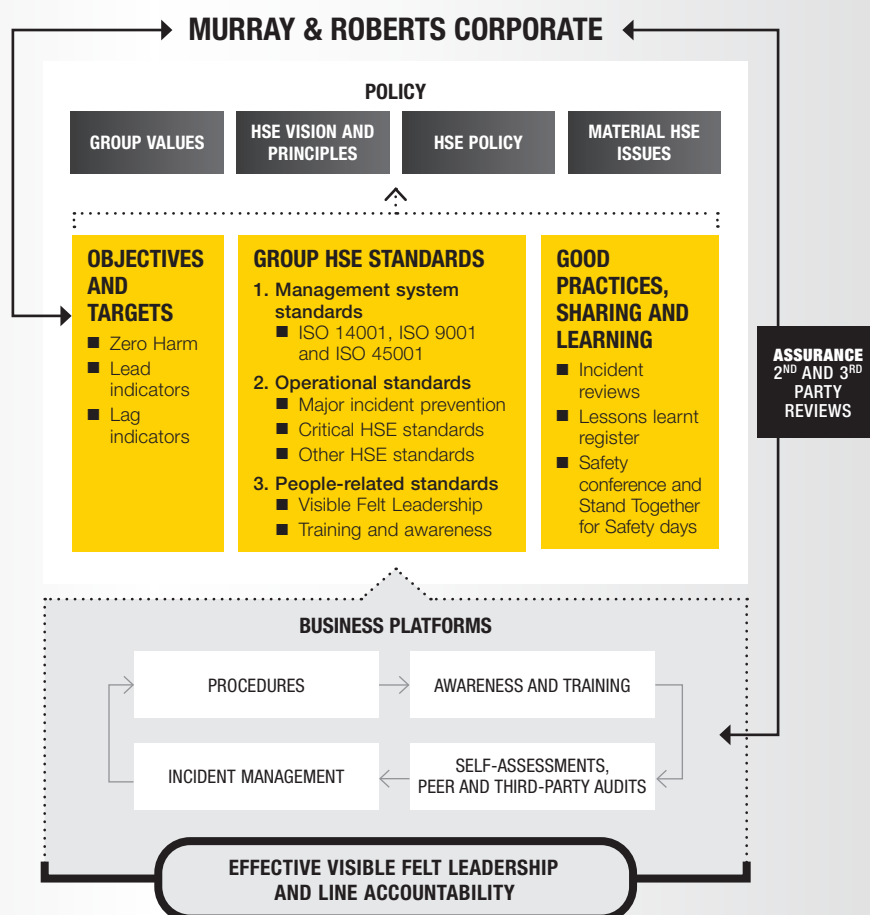 MURRAY & ROBERTS CORPORATE
POLICY
GROUP VALUES
HSE VISION AND
PRINCIPLES
HSE POLICY
MATERIAL HSE
ISSUES
OBJECTIVES
AND
TARGETS
■ Zero Harm
■ Lead
indicators
■ Lag
indicators
GROUP HSE STANDARDS
1. Management system
standards
■ ISO 14001, ISO 9001
and ISO 45001
2. Operational standards
■ Major incident prevention
■ Critical HSE standards
■ Other HSE standards
3. People-related standards
■ Visible Felt Leadership
■ Training and awareness
GOOD
PRACTICES,
SHARING AND
LEARNING
■ Incident
reviews
■ Lessons learnt
register
■ Safety
conference and
Stand Together
for Safety days
ASSURANCE
2ND AND 3RD
PARTY
REVIEWS
BUSINESS PLATFORMS
PROCEDURES
AWARENESS AND TRAINING
INCIDENT MANAGEMENT
SELF-ASSESSMENTS,
PEER AND THIRD-PARTY AUDITS
EFFECTIVE VISIBLE FELT LEADERSHIP
AND LINE ACCOUNTABILITY